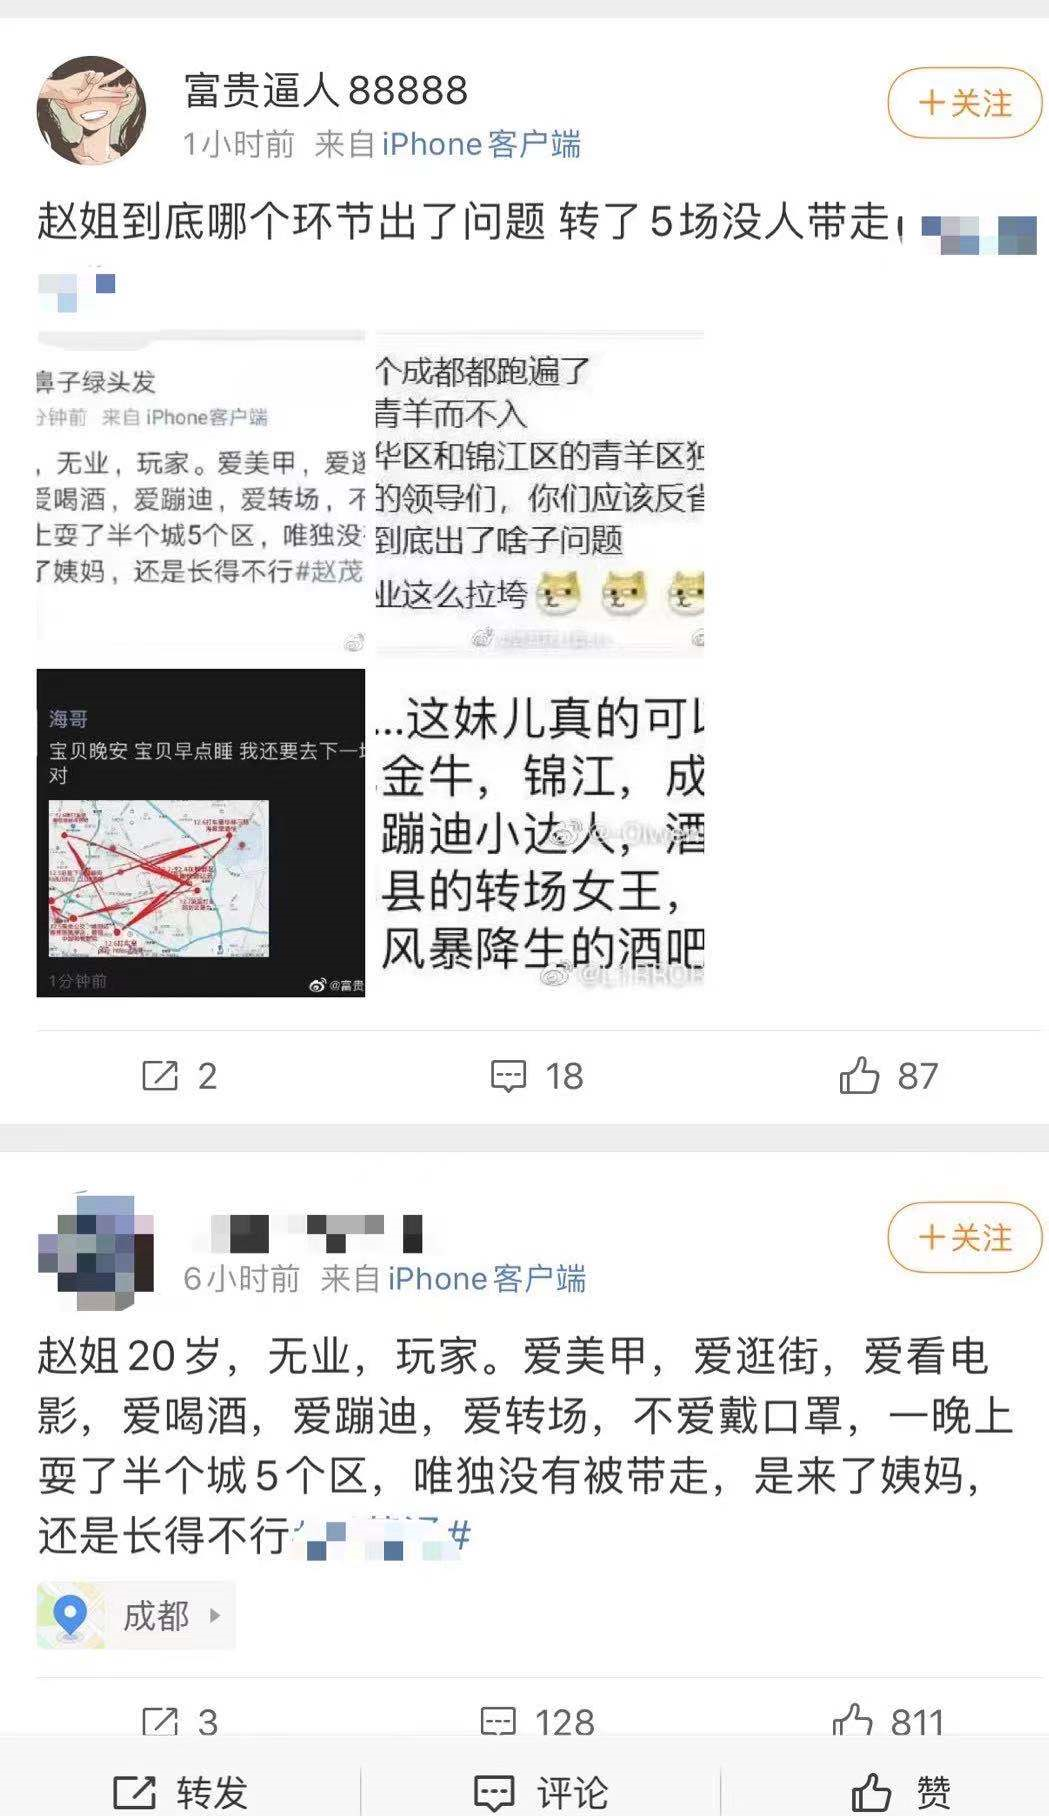 富贵逼人88888
+关注
1小时前 来自iPhone客户端
赵姐到底哪个环节出了问题 转了5场没人带走
鼻子绿头发
分钟前 来自iPhone客户端
，无业，玩家。爱美甲，爱逛
爱喝酒，爱蹦迪，爱转场，不
上耍了半个城5个区，唯独没
了姨妈，还是长得不行#赵茂
个成都都跑遍了
青羊而不入
华区和锦江区的青羊区独
的领导们，你们应该反省
到底出了啥子问题
业这么拉垮
海哥
宝贝晚安 宝贝早点睡 我还要去下一场
对
1分钟前
@富贵
...这妹儿真的可以
金牛，锦江，成
蹦迪小达人，酒
县的转场女王，
风暴降生的酒吧
2
18
87
+关注
6小时前 来自iPhone客户端
赵姐20岁，无业，玩家。爱美甲，爱逛街，爱看电
影，爱喝酒，爱蹦迪，爱转场，不爱戴口罩，一晚上
耍了半个城5个区，唯独没有被带走，是来了姨妈，
还是长得不行
#
成都
3
128
811
转发
评论
赞